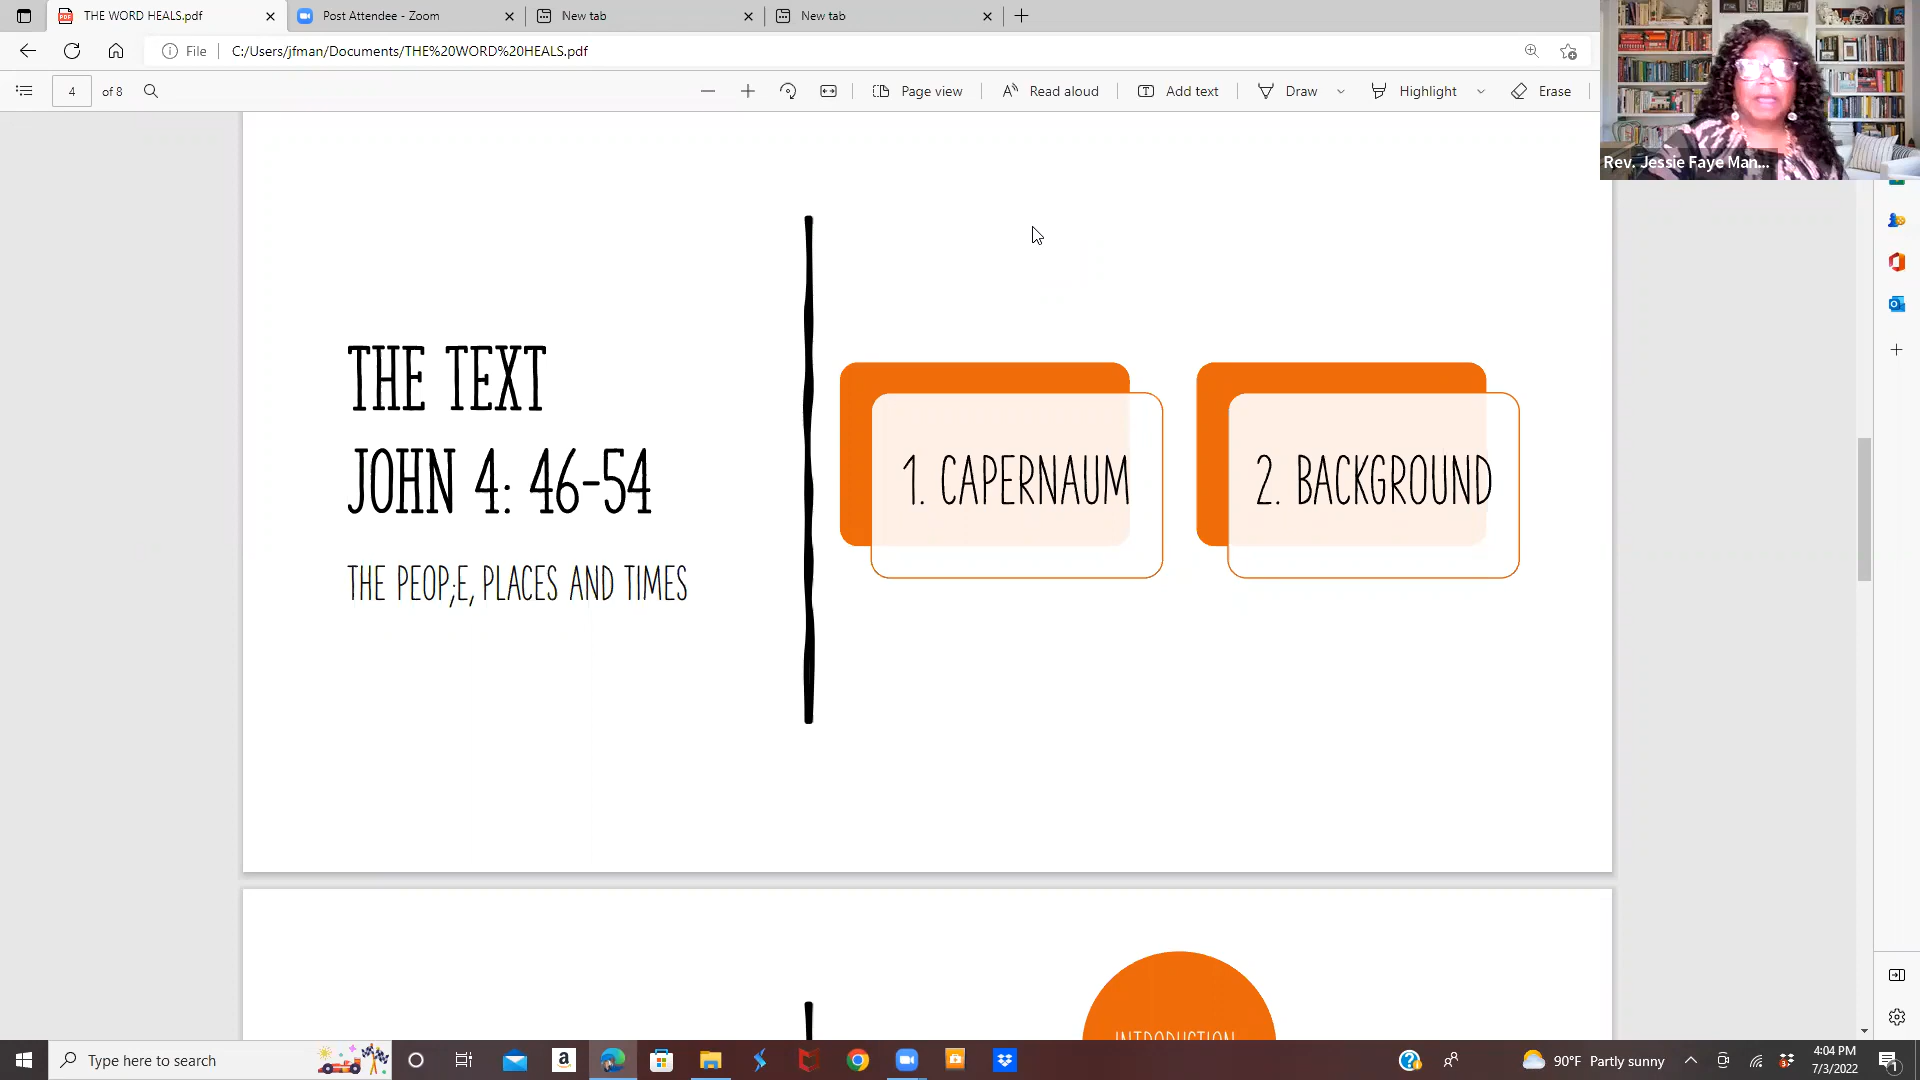 THE WORD HEALS.pdf
Post Attendee - Zoom
New tab
New tab
File
C:/Users/jfman/Documents/THE%20WORD%20HEALS.pdf
4
of 8
Page view
Read aloud
Add text
Draw
Highlight
Erase
Rev. Jessie Faye Man...
THE TEXT
JOHN 4: 46-54
THE PEOP;E, PLACES AND TIMES
1. CAPERNAUM
2. BACKGROUND
INTRODUCTION
Type here to search
90°F Partly sunny
4:04 PM
7/3/2022